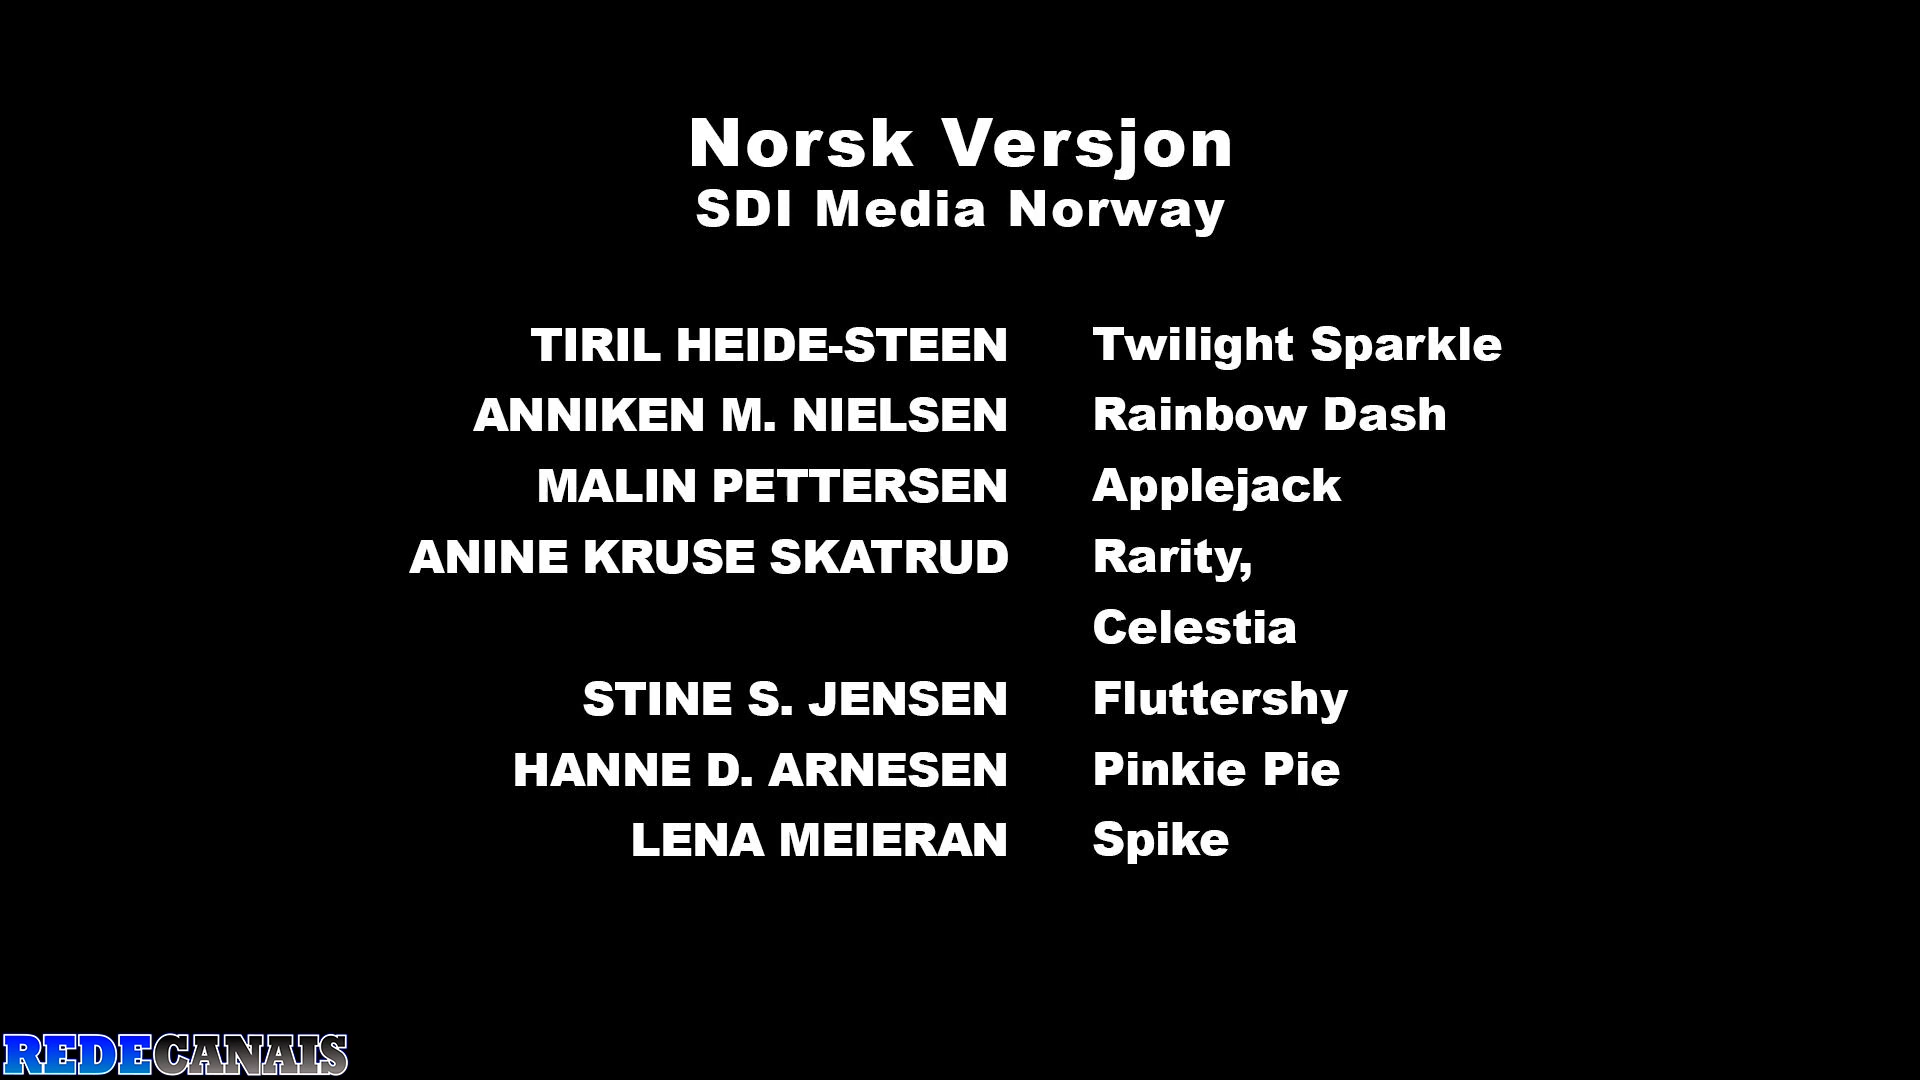 Norsk Versjon
SDI Media Norway
TIRIL HEIDE-STEEN Twilight Sparkle
ANNIKEN M. NIELSEN Rainbow Dash
MALIN PETTERSEN Applejack
ANINE KRUSE SKATRUD Rarity,
Celestia
STINE S. JENSEN Fluttershy
HANNE D. ARNESEN Pinkie Pie
LENA MEIERAN Spike
REDECANAIS